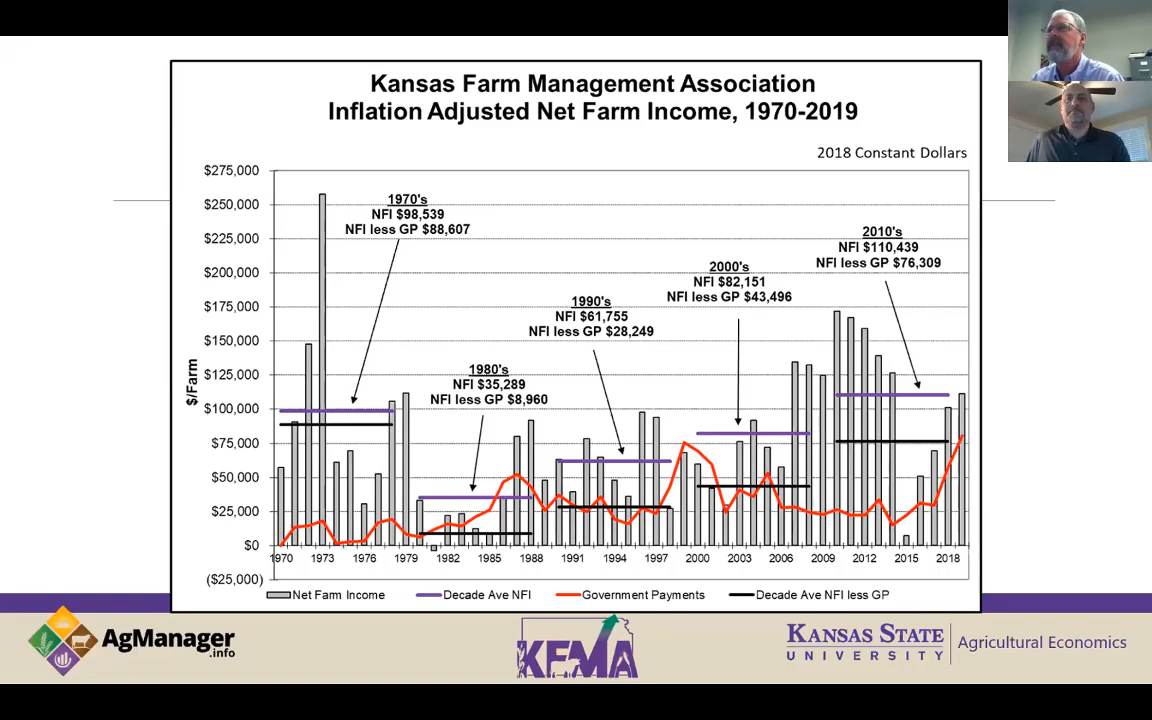 Kansas Farm Management Association
Inflation Adjusted Net Farm Income, 1970-2019
2018 Constant Dollars
$275,000
$250,000
$225,000
$200,000
$175,000
$150,000
$125,000
$100,000
$75,000
$50,000
$25,000
$0
($25,000)
$/Farm
1970's
NFI $98,539
NFI less GP $88,607
1980's
NFI $35,289
NFI less GP $8,960
1990's
NFI $61,755
NFI less GP $28,249
2000's
NFI $82,151
NFI less GP $43,496
2010's
NFI $110,439
NFI less GP $76,309
1970 1973 1976 1979 1982 1985 1988 1991 1994 1997 2000 2003 2006 2009 2012 2015 2018
Net Farm Income Decade Ave NFI Government Payments Decade Ave NFI less GP
AgManager
.info
KFMA
KANSAS STATE
UNIVERSITY
Agricultural Economics